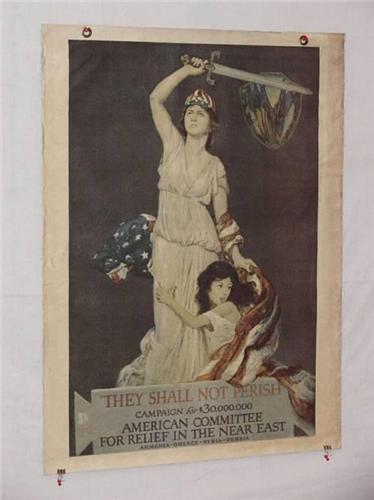 "THEY SHALL NOT PERISH"
CAMPAIGN for $30,000,000
AMERICAN COMMITTEE
FOR RELIEF IN THE NEAR EAST
ARMENIA-GREECE-SYRIA-PERSIA